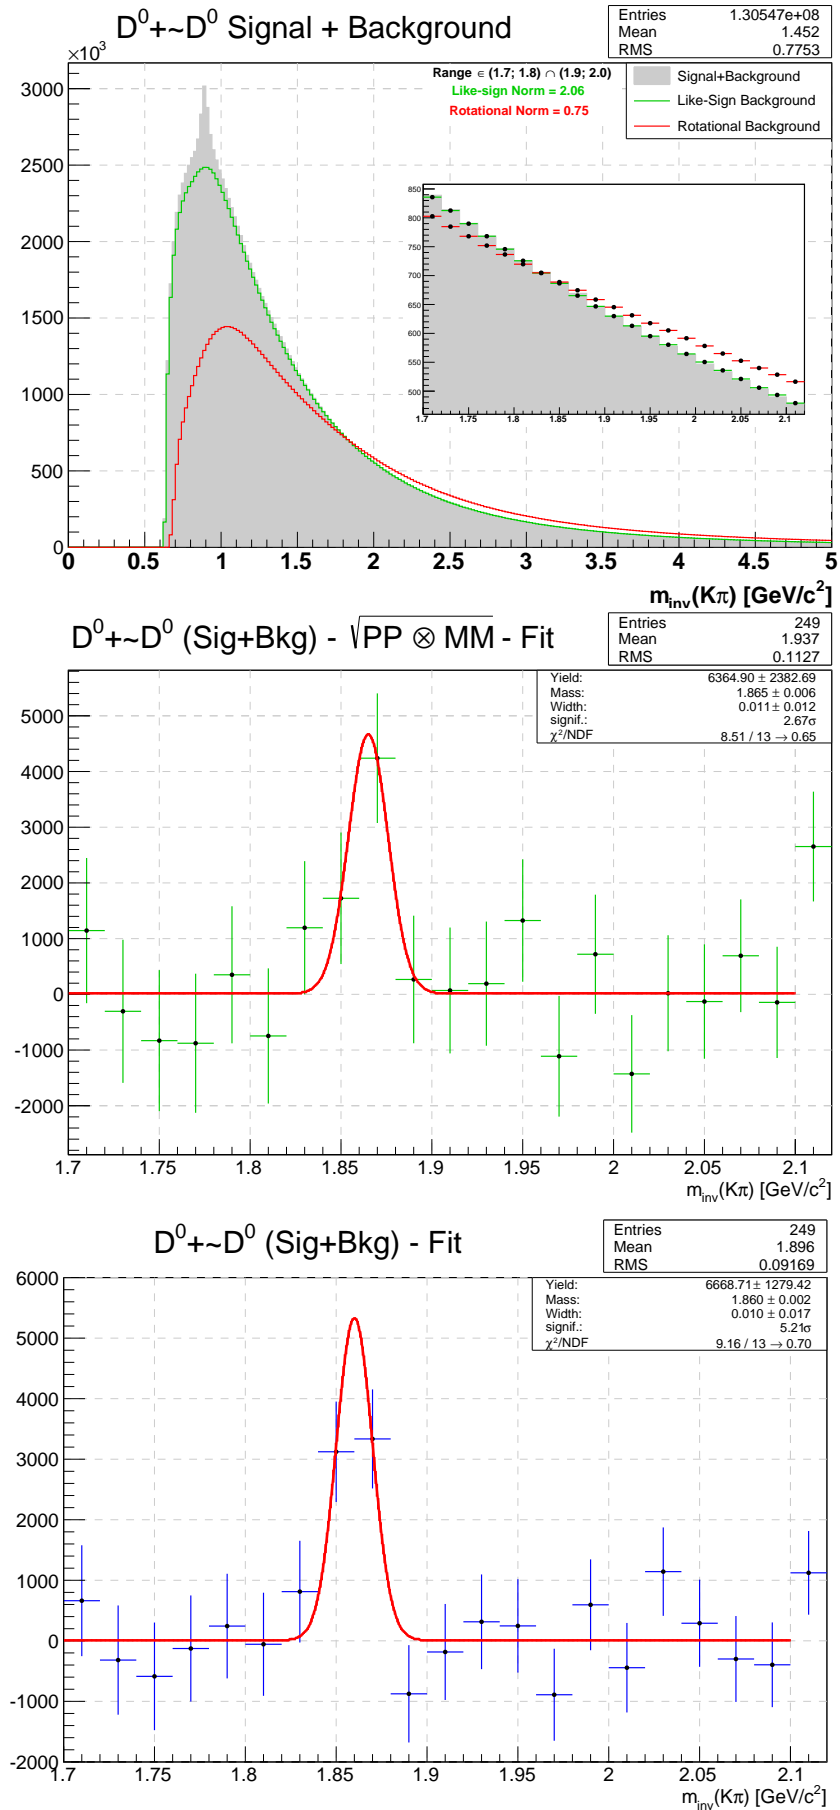 D⁰+~D⁰ Signal + Background
Entries 1.30547e+08
Mean 1.452
RMS 0.7753
×10³
Range ∈ (1.7; 1.8) ∩ (1.9; 2.0)
Like-sign Norm = 2.06
Rotational Norm = 0.75
Signal+Background
Like-Sign Background
Rotational Background
3000
2500
2000
1500
1000
500
0
850
800
750
700
650
600
550
500
1.7 1.75 1.8 1.85 1.9 1.95 2 2.05 2.1
0 0.5 1 1.5 2 2.5 3 3.5 4 4.5 5
m_inv(Kπ) [GeV/c²]
D⁰+~D⁰ (Sig+Bkg) - √PP ⊗ MM - Fit
Entries 249
Mean 1.937
RMS 0.1127
Yield: 6364.90 ± 2382.69
Mass: 1.865 ± 0.006
Width: 0.011 ± 0.012
signif.: 2.67σ
χ²/NDF 8.51 / 13 → 0.65
5000
4000
3000
2000
1000
0
-1000
-2000
1.7 1.75 1.8 1.85 1.9 1.95 2 2.05 2.1
m_inv(Kπ) [GeV/c²]
D⁰+~D⁰ (Sig+Bkg) - Fit
Entries 249
Mean 1.896
RMS 0.09169
Yield: 6668.71 ± 1279.42
Mass: 1.860 ± 0.002
Width: 0.010 ± 0.017
signif.: 5.21σ
χ²/NDF 9.16 / 13 → 0.70
6000
5000
4000
3000
2000
1000
0
-1000
-2000
1.7 1.75 1.8 1.85 1.9 1.95 2 2.05 2.1
m_inv(Kπ) [GeV/c²]